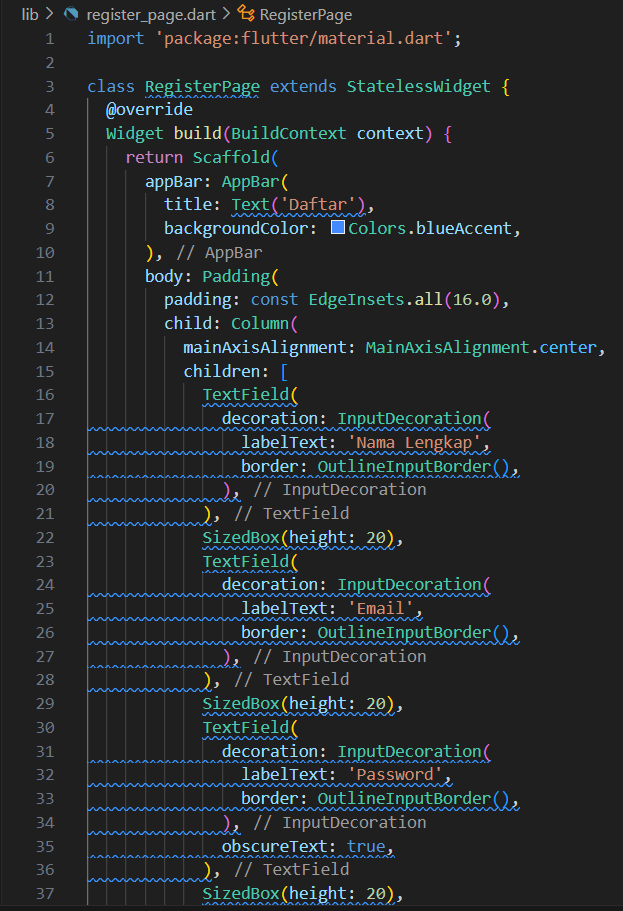 lib > register_page.dart > RegisterPage
1 import 'package:flutter/material.dart';
2
3 class RegisterPage extends StatelessWidget {
4   @override
5   Widget build(BuildContext context) {
6     return Scaffold(
7       appBar: AppBar(
8         title: Text('Daftar'),
9         backgroundColor: Colors.blueAccent,
10       ), // AppBar
11       body: Padding(
12         padding: const EdgeInsets.all(16.0),
13         child: Column(
14           mainAxisAlignment: MainAxisAlignment.center,
15           children: [
16             TextField(
17               decoration: InputDecoration(
18                 labelText: 'Nama Lengkap',
19                 border: OutlineInputBorder(),
20               ), // InputDecoration
21             ), // TextField
22             SizedBox(height: 20),
23             TextField(
24               decoration: InputDecoration(
25                 labelText: 'Email',
26                 border: OutlineInputBorder(),
27               ), // InputDecoration
28             ), // TextField
29             SizedBox(height: 20),
30             TextField(
31               decoration: InputDecoration(
32                 labelText: 'Password',
33                 border: OutlineInputBorder(),
34               ), // InputDecoration
35               obscureText: true,
36             ), // TextField
37             SizedBox(height: 20),